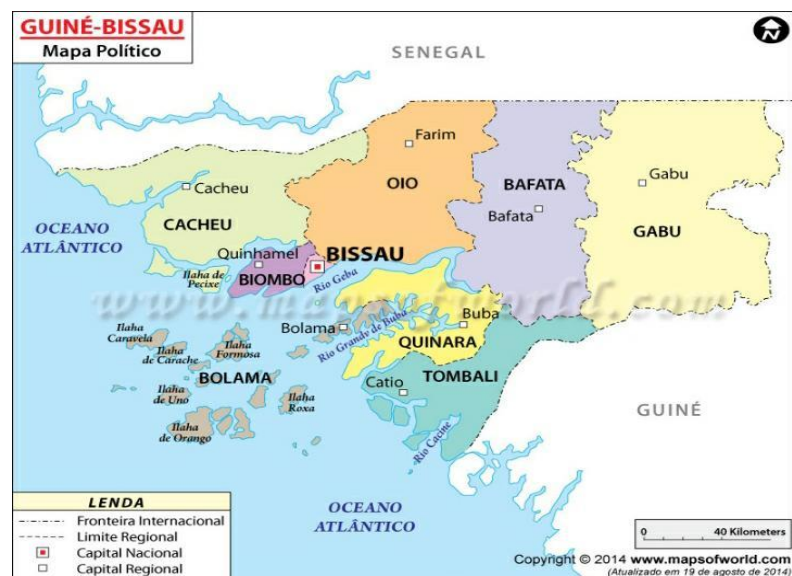 GUINÉ-BISSAU
Mapa Político
N
SENEGAL
Farim
OIO
BAFATA
Gabu
Bafata
GABU
Cacheu
CACHEU
OCEANO
ATLÂNTICO
Quinhamel
BISSAU
BIOMBO
Rio Geba
Ilaha de
Pecixe
www.mapsofworld.com
Bolama
Rio Grandy de Buba
Buba
QUINARA
Ilaha
Caravela
Ilaha
de Carache
Ilaha
Formosa
BOLAMA
TOMBALI
Catio
Ilaha
de Uno
Ilaha
Roxa
Ilaha
de Orango
Rio Cacine
GUINÉ
OCEANO
ATLÂNTICO
LENDA
Fronteira Internacional
Limite Regional
Capital Nacional
Capital Regional
0 40 Kilometers
Copyright © 2014 www.mapsofworld.com
(Atualizado em 19 de agosto de 2014)